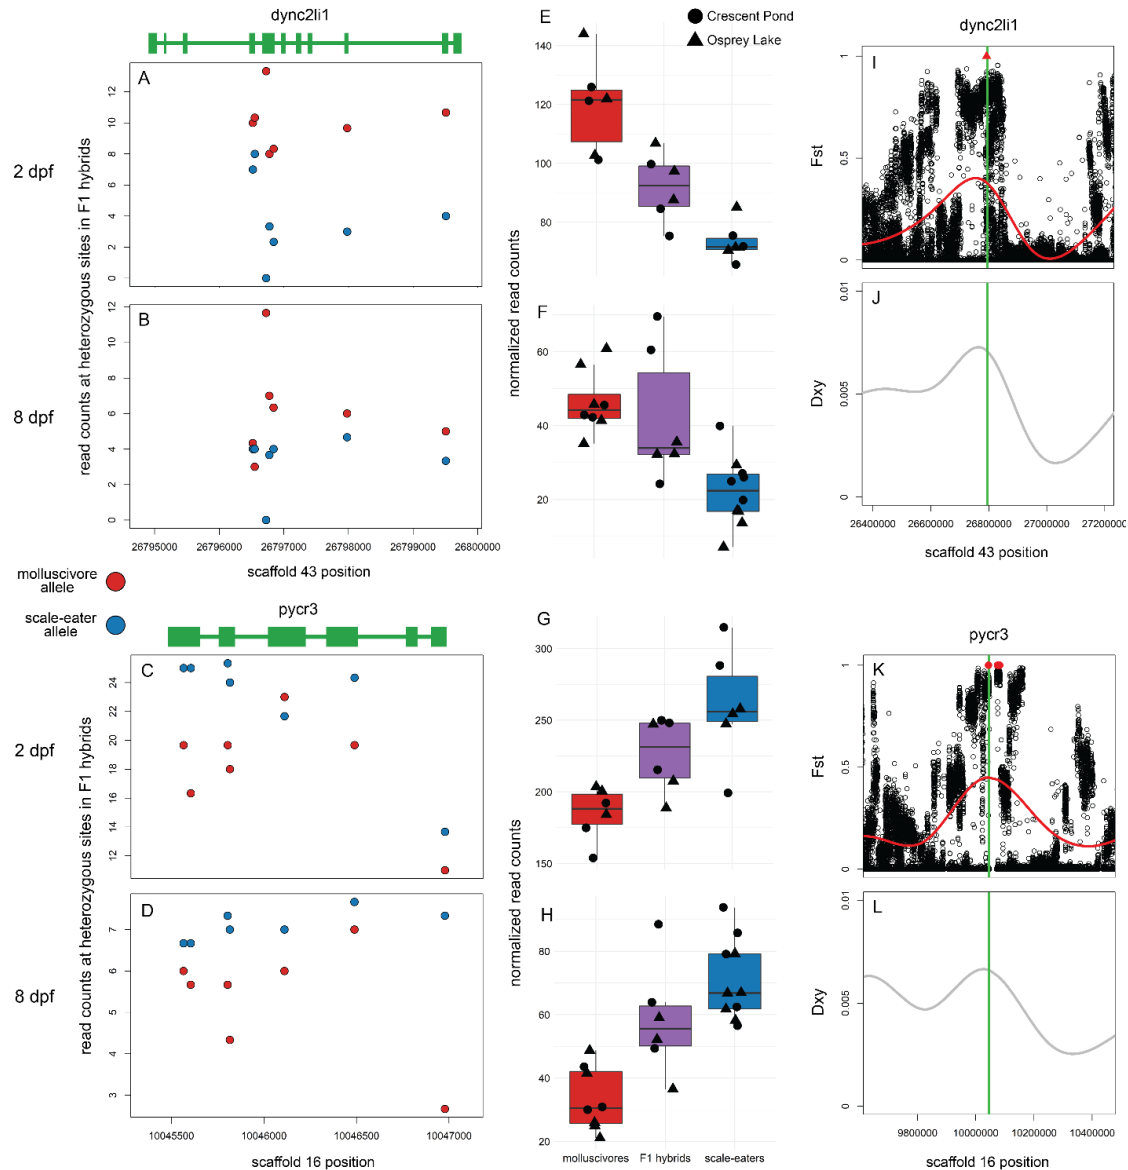 dync2li1
E
Crescent Pond
Osprey Lake
dync2li1
A
12
10
8
6
4
2
0
2 dpf
140
120
100
80
I
1
0.5
0
Fst
read counts at heterozygous sites in F1 hybrids
normalized read counts
B
12
10
8
6
4
2
0
8 dpf
F
60
40
20
J
0.01
0.005
0
Dxy
26795000 26796000 26797000 26798000 26799000 26800000
scaffold 43 position
26400000 26600000 26800000 27000000 27200000
scaffold 43 position
molluscivore
allele
scale-eater
allele
pycr3
G
pycr3
C
24
22
20
18
16
14
12
2 dpf
300
250
200
150
K
1
0.5
0
Fst
read counts at heterozygous sites in F1 hybrids
normalized read counts
D
7
6
5
4
3
8 dpf
H
80
60
40
20
L
0.01
0.005
0
Dxy
10045500 10046000 10046500 10047000
scaffold 16 position
molluscivores F1 hybrids scale-eaters
9800000 10000000 10200000 10400000
scaffold 16 position